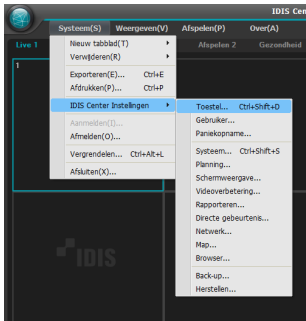 IDIS Cen
Systeem(S) Weergeven(W) Afspelen(P) Over(A)
Live 1 Afspelen 2 Gezondheid
1
Nieuw tabblad(T)
Verwijderen(R)
Exporteren(E)... Ctrl+E
Afdrukken(P)... Ctrl+P
IDIS Center Instellingen
Aanmelden(I)...
Afmelden(O)...
Vergrendelen... Ctrl+Alt+L
Afsluiten(X)...
Toestel... Ctrl+Shift+D
Gebruiker...
Paniekopname...
Systeem... Ctrl+Shift+S
Planning...
Schermweergave...
Videoverbetering...
Rapporteren...
Directe gebeurtenis...
Netwerk...
Map...
Browser...
Back-up...
Herstellen...
IDIS